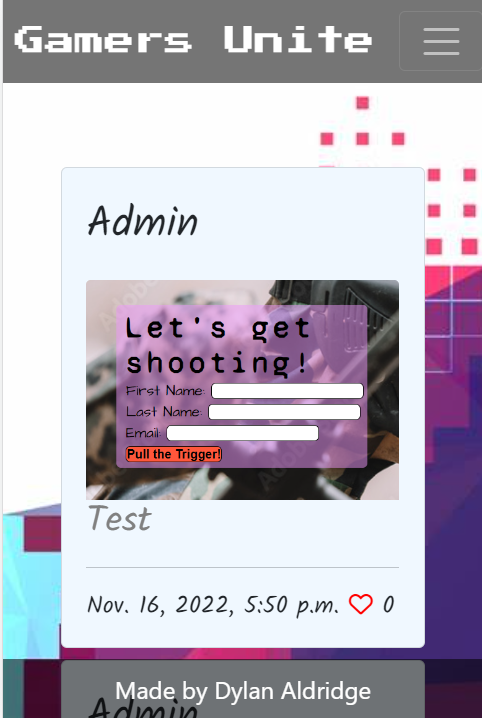 Gamers Unite
Admin
Let's get
shooting!
First Name:
Last Name:
Email:
Pull the Trigger!
Test
Nov. 16, 2022, 5:50 p.m. 0
Made by Dylan Aldridge
Admin